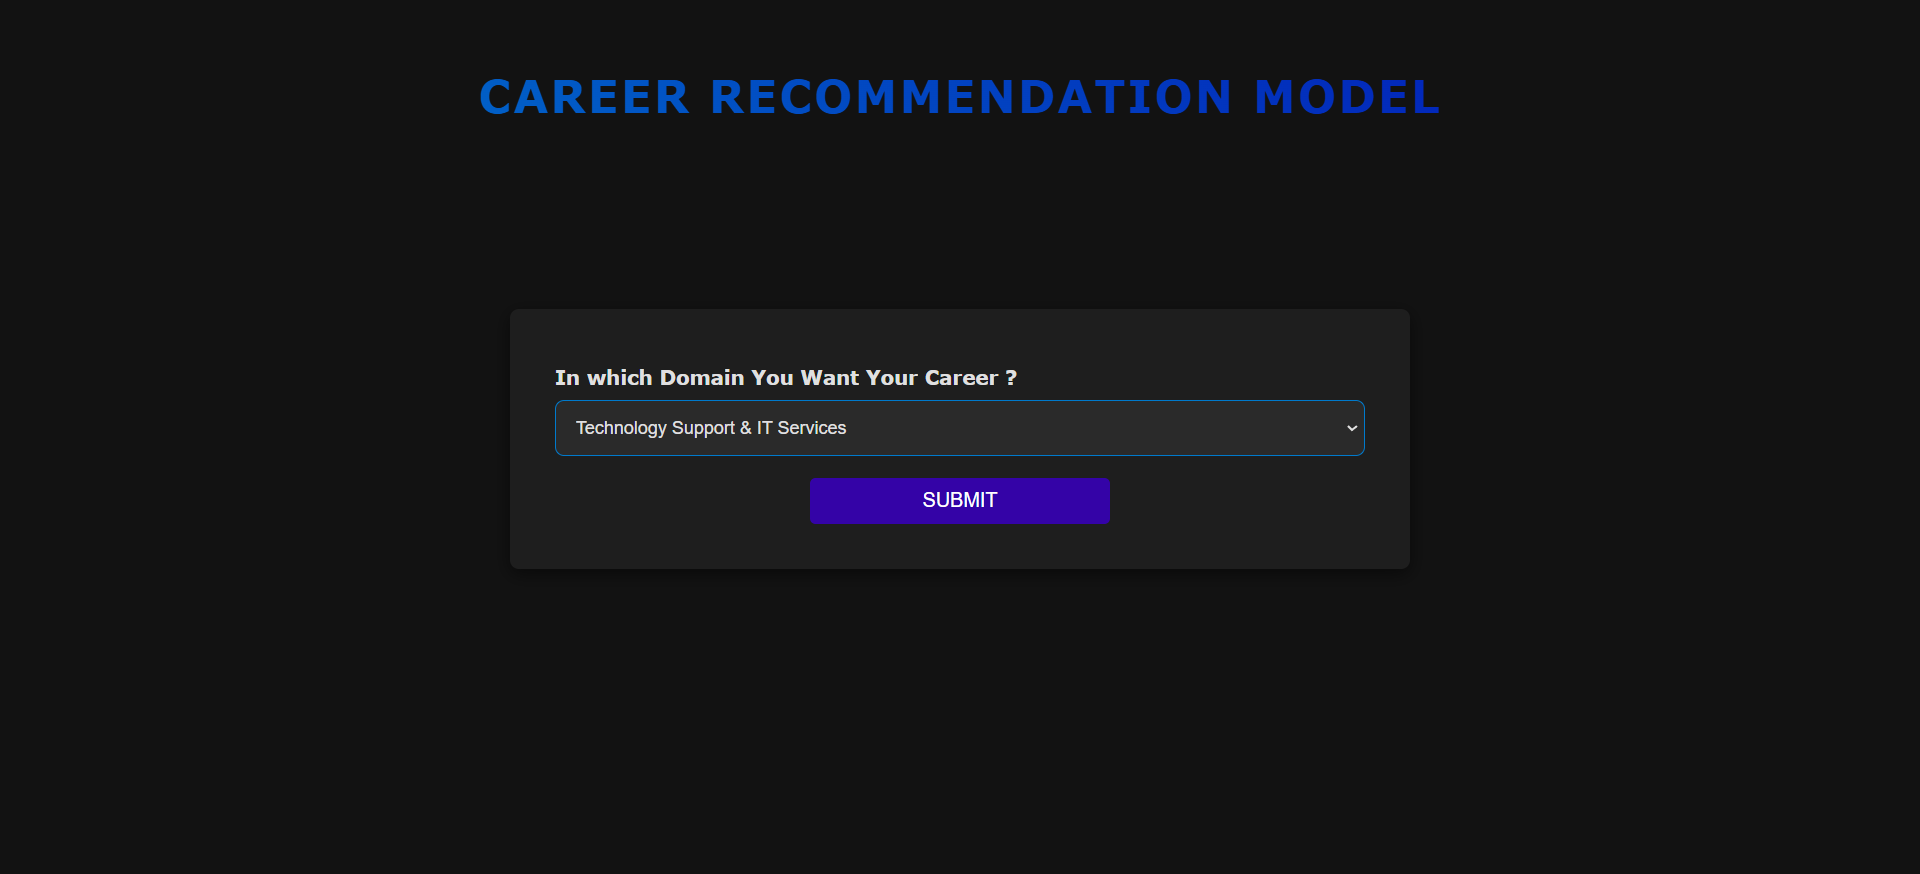 CAREER RECOMMENDATION MODEL
In which Domain You Want Your Career ?
Technology Support & IT Services
SUBMIT